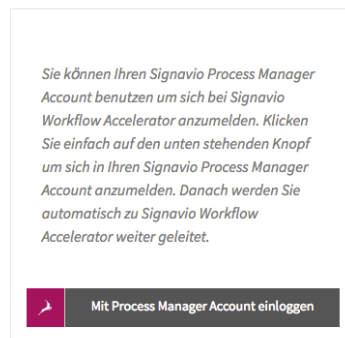 Sie können Ihren Signavio Process Manager
Account benutzen um sich bei Signavio
Workflow Accelerator anzumelden. Klicken
Sie einfach auf den unten stehenden Knopf
um sich in Ihren Signavio Process Manager
Account anzumelden. Danach werden Sie
automatisch zu Signavio Workflow
Accelerator weiter geleitet.
Mit Process Manager Account einloggen